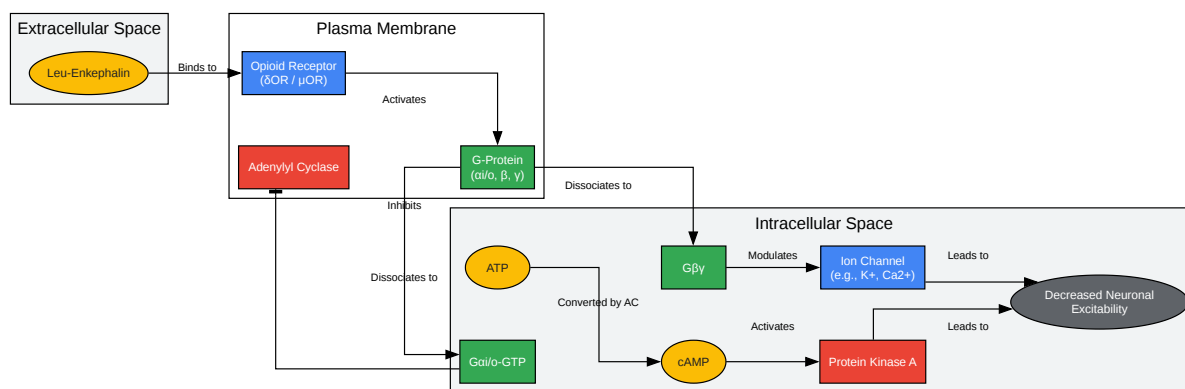 Extracellular Space
Plasma Membrane
Leu-Enkephalin
Binds to
Opioid Receptor
(δOR / μOR)
Activates
Adenylyl Cyclase
G-Protein
(αi/o, β, γ)
Dissociates to
Inhibits
Intracellular Space
ATP
Gβγ
Modulates
Ion Channel
(e.g., K+, Ca2+)
Leads to
Dissociates to
Converted by AC
Decreased Neuronal
Excitability
Gαi/o-GTP
cAMP
Activates
Protein Kinase A
Leads to